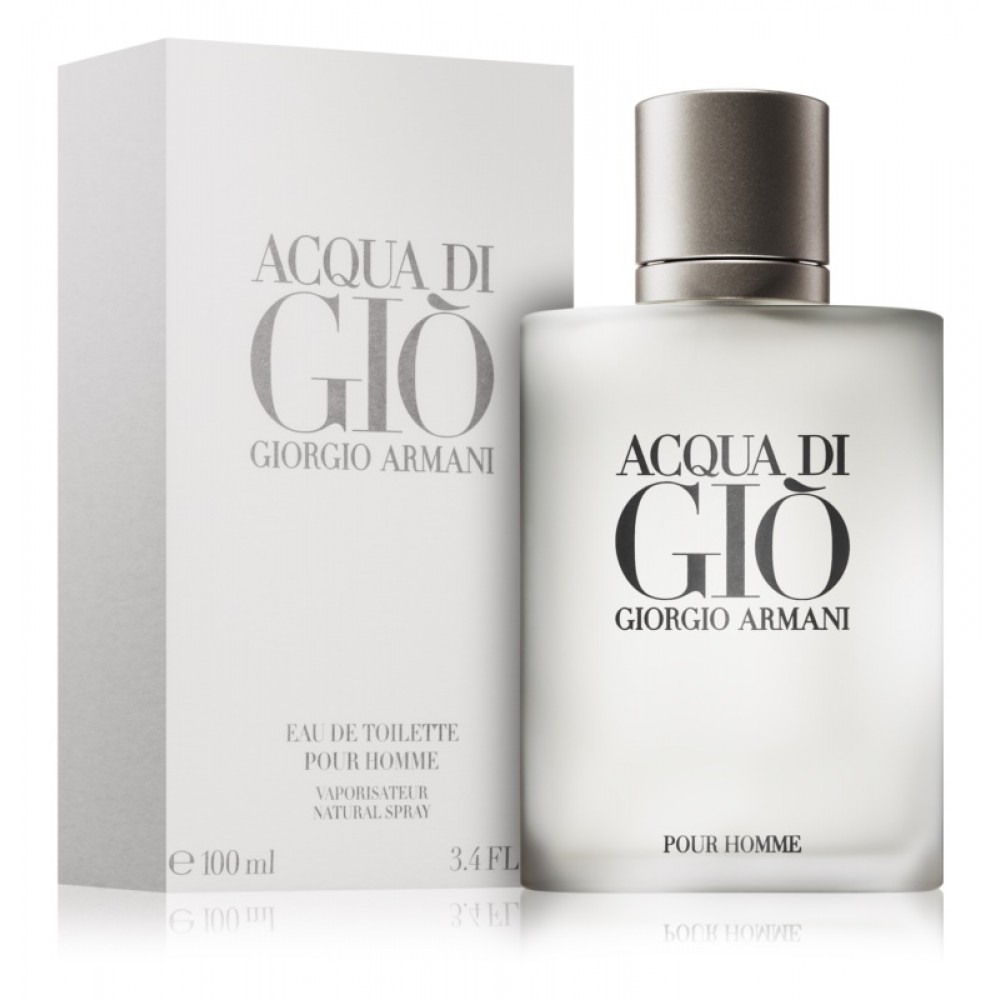 ACQUA DI
GIÒ
GIORGIO ARMANI
EAU DE TOILETTE
POUR HOMME
VAPORISATEUR
NATURAL SPRAY
℮ 100 ml 3.4 FL
ACQUA DI
GIÒ
GIORGIO ARMANI
POUR HOMME